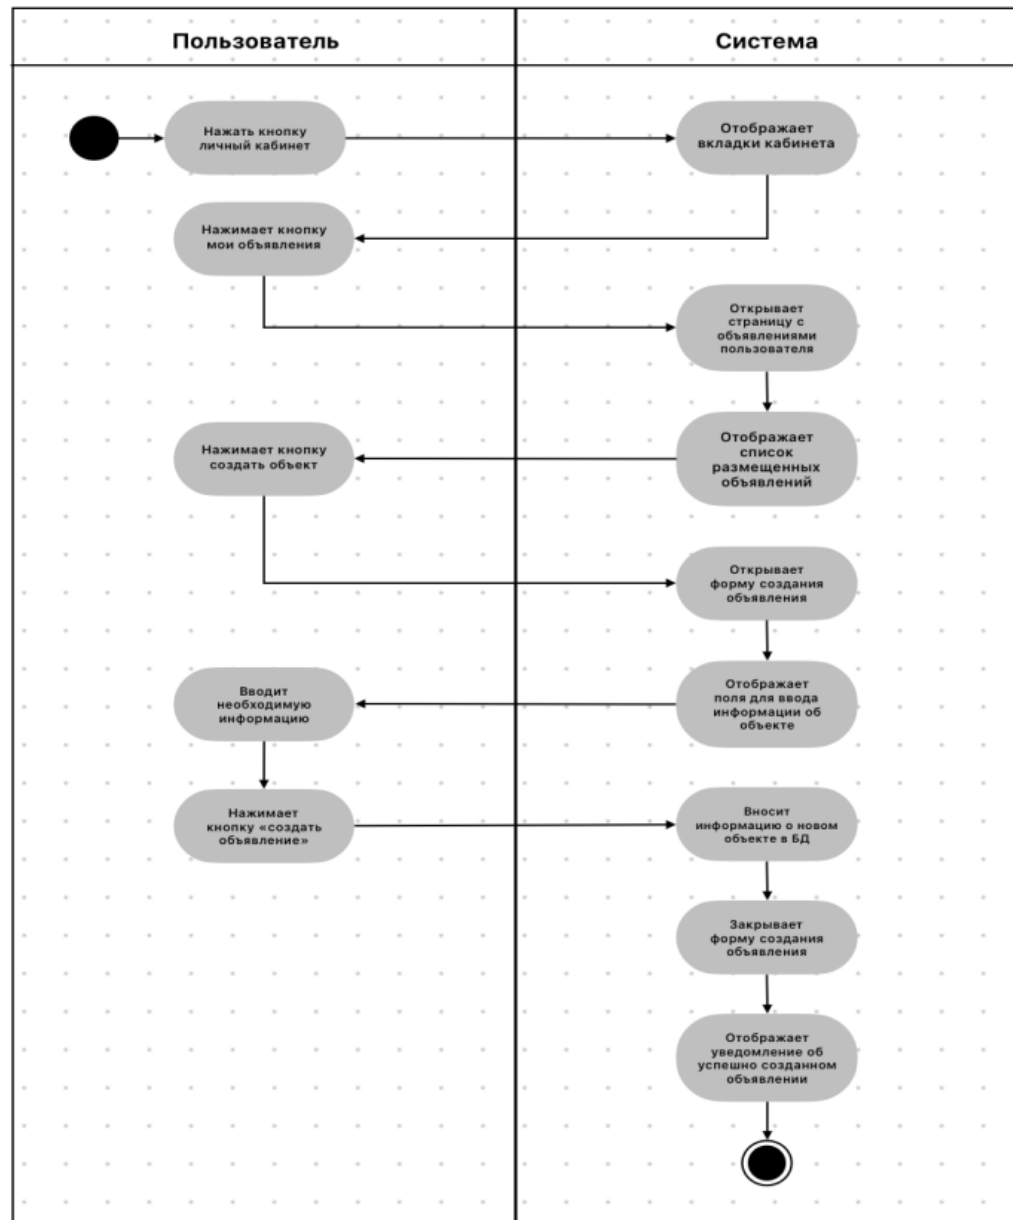 Пользователь
Система
Нажать кнопку
личный кабинет
Отображает
вкладки кабинета
Нажимает кнопку
мои объявления
Открывает
страницу с
объявлениями
пользователя
Отображает
список
размещенных
объявлений
Нажимает кнопку
создать объект
Открывает
форму создания
объявления
Отображает
поля для ввода
информации об
объекте
Вводит
необходимую
информацию
Нажимает
кнопку «создать
объявление»
Вносит
информацию о новом
объекте в БД
Закрывает
форму создания
объявления
Отображает
уведомление об
успешно созданном
объявлении